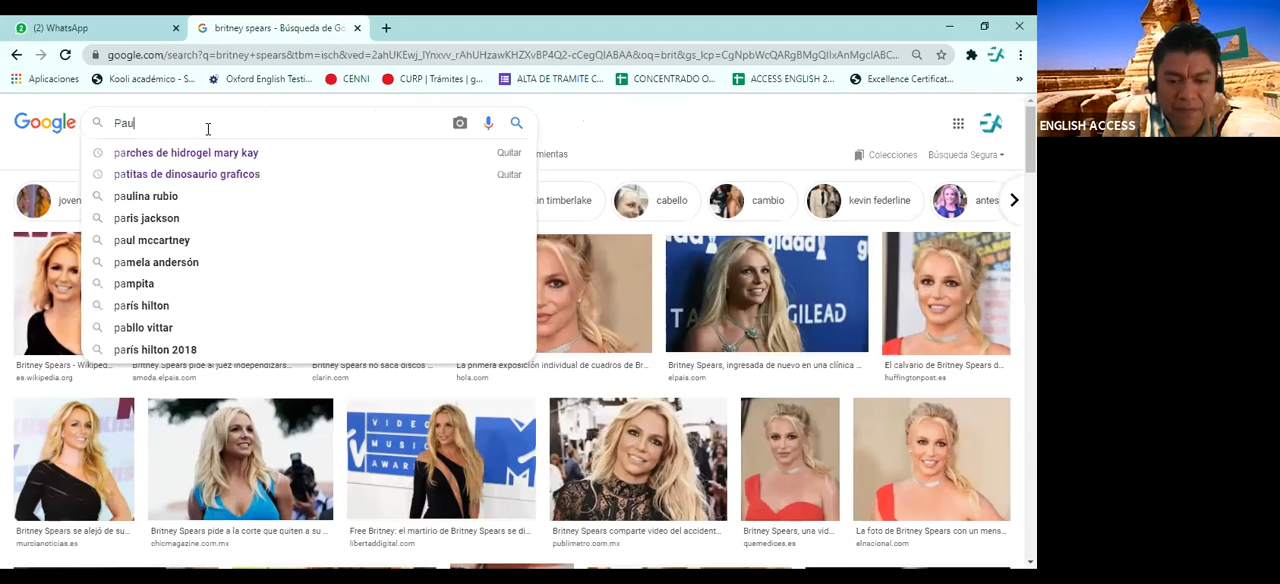 (2) WhatsApp
britney spears - Búsqueda de Go
google.com/search?q=britney+spears&tbm=isch&ved=2ahUKEwj_lYnxvv_rAhUHzawKHZXvBP4Q2-cCegQIABAA&oq=brit&gs_lcp=CgNpbWcQARgBMgQIIxAnMgcIABC...
Aplicaciones
Kooli académico - S...
Oxford English Testi...
CENNI
CURP | Trámites | g...
ALTA DE TRAMITE C...
CONCENTRADO O...
ACCESS ENGLISH 2...
Excellence Certificat...
»
ENGLISH ACCESS
Google
Pau
parches de hidrogel mary kay Quitar
patitas de dinosaurio graficos Quitar
paulina rubio
paris jackson
paul mccartney
pamela andersón
pampita
parís hilton
pabllo vittar
parís hilton 2018
mientas
Colecciones
Búsqueda Segura
joven
in timberlake
cabello
cambio
kevin federline
antes
GILEAD
Britney Spears - Wikiped...
Britney Spears pide al juez independizars...
Britney Spears no saca discos ...
La primera exposición individual de cuadros de Br...
Britney Spears, ingresada de nuevo en una clínica ...
El calvario de Britney Spears d...
es.wikipedia.org
smoda.elpais.com
clarin.com
hola.com
elpais.com
huffingtonpost.es
VIDEO
MUSIC
AWAR
Britney Spears se alejó de su...
Britney Spears pide a la corte que quiten a su ...
Free Britney: el martirio de Britney Spears se di...
Britney Spears comparte video del accident...
Britney Spears, una vid...
La foto de Britney Spears con un mens...
murcianoticias.es
chicmagazine.com.mx
libertaddigital.com
publimetro.com.mx
quemedices.es
elnacional.com